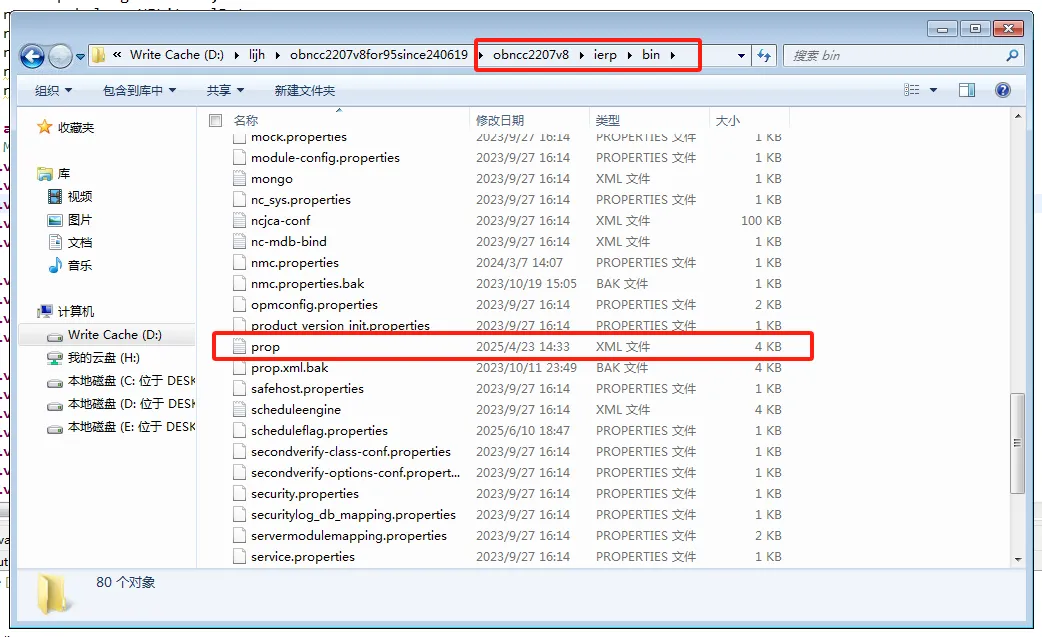 « Write Cache (D:) lijh obncc2207v8for95since240619 obncc2207v8 ierp bin 搜索 bin
组织 包含到库中 共享 新建文件夹
收藏夹
库
视频
图片
文档
音乐
计算机
Write Cache (D:)
我的云盘 (H:)
本地磁盘 (C: 位于 DESK
本地磁盘 (D: 位于 DESK
本地磁盘 (E: 位于 DESK
名称 修改日期 类型 大小
mock.properties 2023/9/27 16:14 PROPERTIES 文件 1 KB
module-config.properties 2023/9/27 16:14 PROPERTIES 文件 1 KB
mongo 2023/9/27 16:14 XML 文件 1 KB
nc_sys.properties 2023/9/27 16:14 PROPERTIES 文件 1 KB
ncjca-conf 2023/9/27 16:14 XML 文件 100 KB
nc-mdb-bind 2023/9/27 16:14 XML 文件 1 KB
nmc.properties 2024/3/7 14:07 PROPERTIES 文件 1 KB
nmc.properties.bak 2023/10/19 15:05 BAK 文件 1 KB
opmconfig.properties 2023/9/27 16:14 PROPERTIES 文件 2 KB
product_version_init.properties 2023/9/27 16:14 PROPERTIES 文件 1 KB
prop 2025/4/23 14:33 XML 文件 4 KB
prop.xml.bak 2023/10/11 23:49 BAK 文件 4 KB
safehost.properties 2023/9/27 16:14 PROPERTIES 文件 1 KB
scheduleengine 2023/9/27 16:14 XML 文件 4 KB
scheduleflag.properties 2025/6/10 18:47 PROPERTIES 文件 1 KB
secondverify-class-conf.properties 2023/9/27 16:14 PROPERTIES 文件 1 KB
secondverify-options-conf.propert... 2023/9/27 16:14 PROPERTIES 文件 1 KB
security.properties 2023/9/27 16:14 PROPERTIES 文件 1 KB
securitylog_db_mapping.properties 2023/9/27 16:14 PROPERTIES 文件 1 KB
servermodulemapping.properties 2023/9/27 16:14 PROPERTIES 文件 2 KB
service.properties 2023/9/27 16:14 PROPERTIES 文件 1 KB
80 个对象